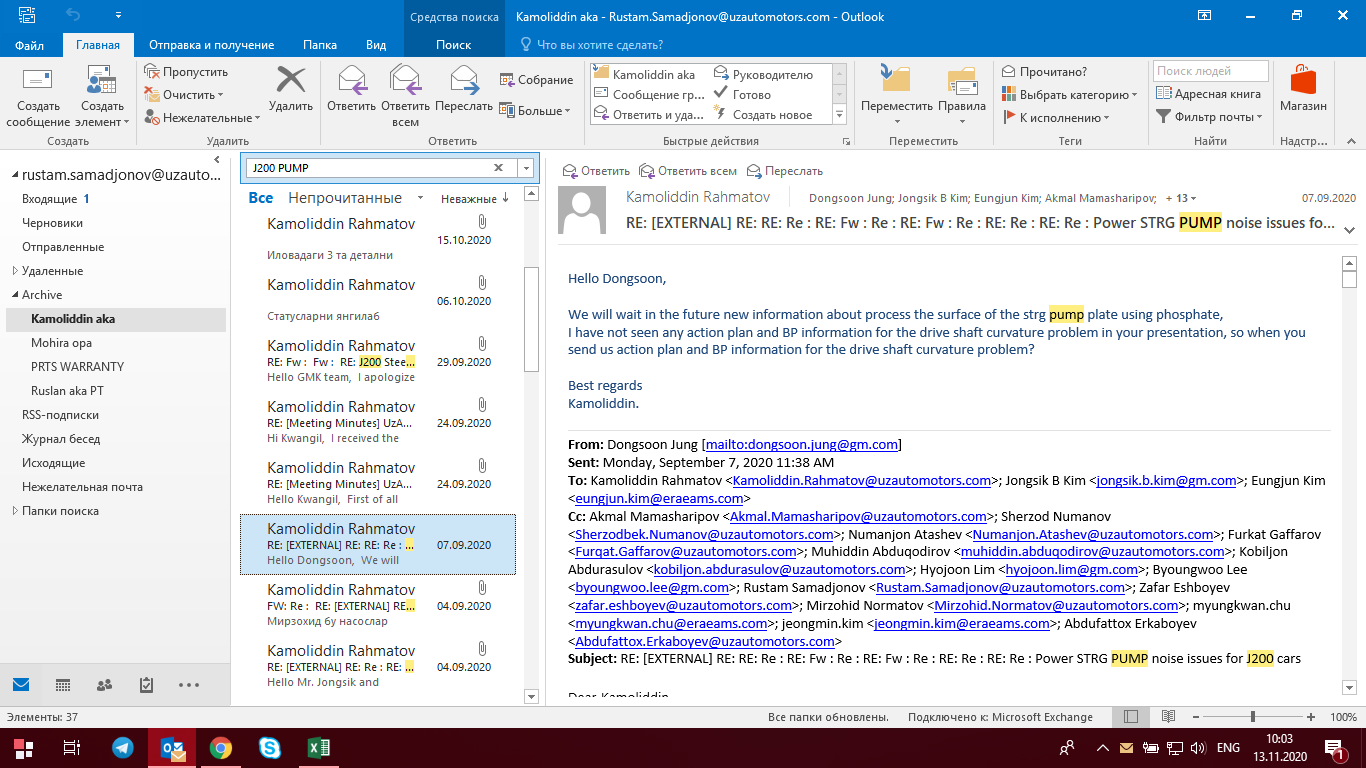 Средства поиска
Kamoliddin aka - Rustam.Samadjonov@uzautomotors.com - Outlook
Файл
Главная
Отправка и получение
Папка
Вид
Поиск
Что вы хотите сделать?
Создать сообщение
Создать элемент
Создать
Пропустить
Очистить
Нежелательные
Удалить
Удалить
Ответить
Ответить всем
Переслать
Собрание
Больше
Ответить
Kamoliddin aka
Сообщение гр...
Ответить и уда...
Руководителю
Готово
Создать новое
Быстрые действия
Переместить
Правила
Переместить
Прочитано?
Выбрать категорию
К исполнению
Теги
Поиск людей
Адресная книга
Фильтр почты
Найти
Магазин
Надстр...
rustam.samadjonov@uzauto...
Входящие 1
Черновики
Отправленные
Удаленные
Archive
Kamoliddin aka
Mohira opa
PRTS WARRANTY
Ruslan aka PT
RSS-подписки
Журнал бесед
Исходящие
Нежелательная почта
Папки поиска
J200 PUMP
Все Непрочитанные Неважные
Kamoliddin Rahmatov
15.10.2020
Иловадаги 3 та детални
Kamoliddin Rahmatov
06.10.2020
Статусларни янгилаб
Kamoliddin Rahmatov
RE: Fw : Fw : RE: J200 Stee... 29.09.2020
Hello GMK team, I apologize
Kamoliddin Rahmatov
RE: [Meeting Minutes] UzA... 24.09.2020
Hi Kwangil, I received the
Kamoliddin Rahmatov
RE: [Meeting Minutes] UzA... 24.09.2020
Hello Kwangil, First of all
Kamoliddin Rahmatov
RE: [EXTERNAL] RE: RE: Re : ... 07.09.2020
Hello Dongsoon, We will
Kamoliddin Rahmatov
FW: Re : RE: [EXTERNAL] RE... 04.09.2020
Мирзохид бу насослар
Kamoliddin Rahmatov
RE: [EXTERNAL] RE: Re : RE: ... 04.09.2020
Hello Mr. Jongsik and
Ответить Ответить всем Переслать
Kamoliddin Rahmatov Dongsoon Jung; Jongsik B Kim; Eungjun Kim; Akmal Mamasharipov; + 13 07.09.2020
RE: [EXTERNAL] RE: RE: Re : RE: Fw : Re : RE: Fw : Re : RE: Re : RE: Re : Power STRG PUMP noise issues fo...
Hello Dongsoon,
We will wait in the future new information about process the surface of the strg pump plate using phosphate,
I have not seen any action plan and BP information for the drive shaft curvature problem in your presentation, so when you
send us action plan and BP information for the drive shaft curvature problem?
Best regards
Kamoliddin.
From: Dongsoon Jung [mailto:dongsoon.jung@gm.com]
Sent: Monday, September 7, 2020 11:38 AM
To: Kamoliddin Rahmatov <Kamoliddin.Rahmatov@uzautomotors.com>; Jongsik B Kim <jongsik.b.kim@gm.com>; Eungjun Kim
<eungjun.kim@eraeams.com>
Cc: Akmal Mamasharipov <Akmal.Mamasharipov@uzautomotors.com>; Sherzod Numanov
<Sherzodbek.Numanov@uzautomotors.com>; Numanjon Atashev <Numanjon.Atashev@uzautomotors.com>; Furkat Gaffarov
<Furqat.Gaffarov@uzautomotors.com>; Muhiddin Abduqodirov <muhiddin.abduqodirov@uzautomotors.com>; Kobiljon
Abdurasulov <kobiljon.abdurasulov@uzautomotors.com>; Hyojoon Lim <hyojoon.lim@gm.com>; Byoungwoo Lee
<byoungwoo.lee@gm.com>; Rustam Samadjonov <Rustam.Samadjonov@uzautomotors.com>; Zafar Eshboyev
<zafar.eshboyev@uzautomotors.com>; Mirzohid Normatov <Mirzohid.Normatov@uzautomotors.com>; myungkwan.chu
<myungkwan.chu@eraeams.com>; jeongmin.kim <jeongmin.kim@eraeams.com>; Abdufattox Erkaboyev
<Abdufattox.Erkaboyev@uzautomotors.com>
Subject: RE: [EXTERNAL] RE: RE: Re : RE: Fw : Re : RE: Fw : Re : RE: Re : RE: Re : Power STRG PUMP noise issues for J200 cars
Dear Kamoliddin
Элементы: 37
Все папки обновлены. Подключено к: Microsoft Exchange
100%
ENG
10:03
13.11.2020
1